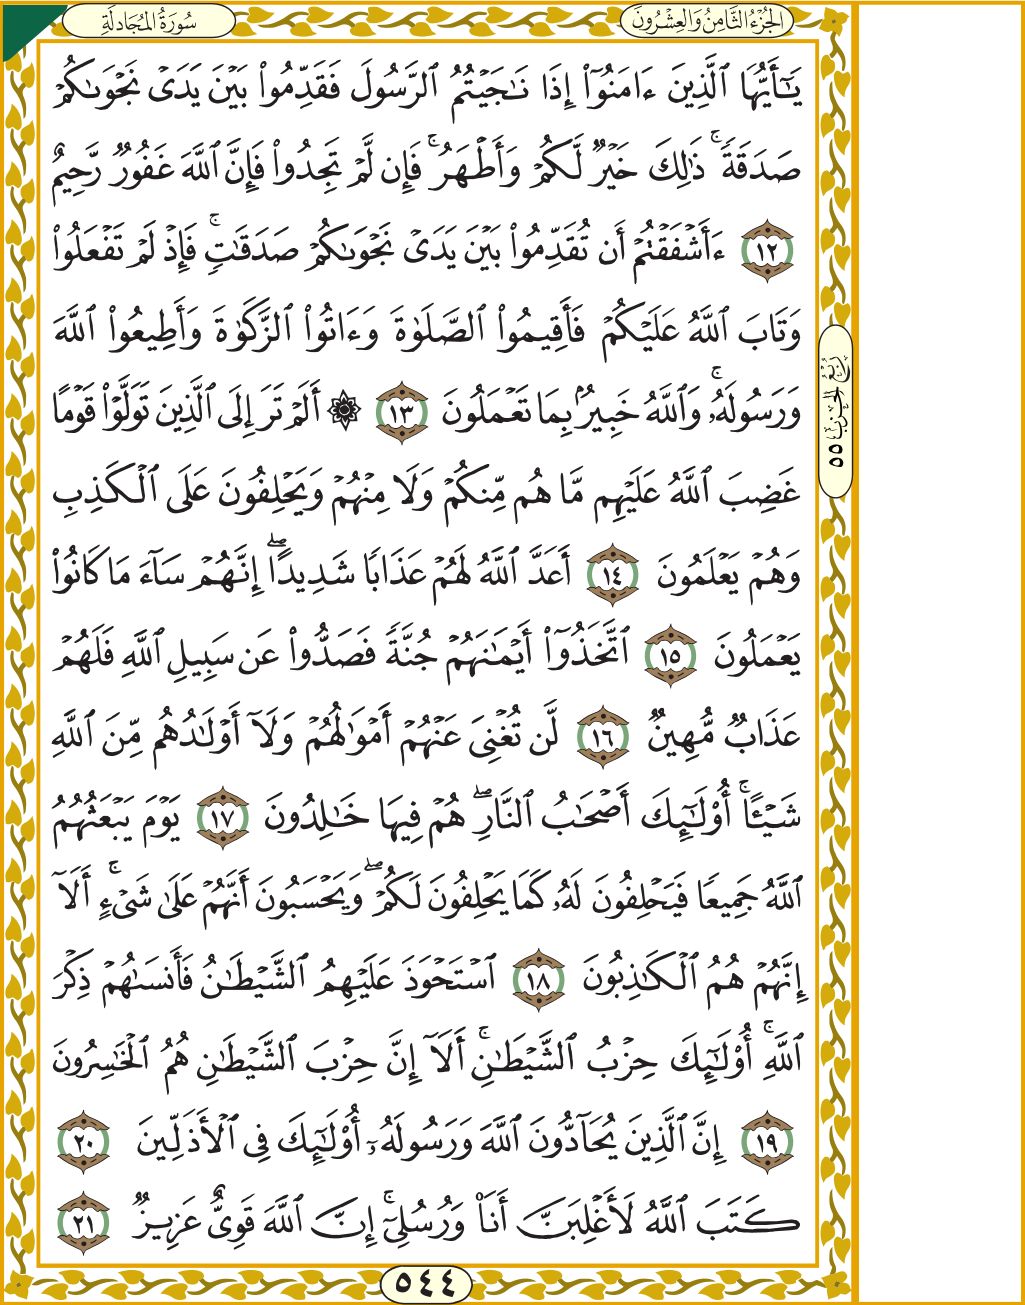 الجُزْءُ الثَّامِنُ وَالعِشْرُونَ
سُورَةُ المُجَادلَةِ
يَٰٓأَيُّهَا ٱلَّذِينَ ءَامَنُوٓاْ إِذَا نَٰجَيۡتُمُ ٱلرَّسُولَ فَقَدِّمُواْ بَيۡنَ يَدَيۡ نَجۡوَىٰكُمۡ
صَدَقَةٗۚ ذَٰلِكَ خَيۡرٞ لَّكُمۡ وَأَطۡهَرُۚ فَإِن لَّمۡ تَجِدُواْ فَإِنَّ ٱللَّهَ غَفُورٞ رَّحِيمٌ
١٢ ءَأَشۡفَقۡتُمۡ أَن تُقَدِّمُواْ بَيۡنَ يَدَيۡ نَجۡوَىٰكُمۡ صَدَقَٰتٖۚ فَإِذۡ لَمۡ تَفۡعَلُواْ
وَتَابَ ٱللَّهُ عَلَيۡكُمۡ فَأَقِيمُواْ ٱلصَّلَوٰةَ وَءَاتُواْ ٱلزَّكَوٰةَ وَأَطِيعُواْ ٱللَّهَ
وَرَسُولَهُۥۚ وَٱللَّهُ خَبِيرُۢ بِمَا تَعۡمَلُونَ ١٣ ۞ أَلَمۡ تَرَ إِلَى ٱلَّذِينَ تَوَلَّوۡاْ قَوۡمًا
غَضِبَ ٱللَّهُ عَلَيۡهِم مَّا هُم مِّنكُمۡ وَلَا مِنۡهُمۡ وَيَحۡلِفُونَ عَلَى ٱلۡكَذِبِ
وَهُمۡ يَعۡلَمُونَ ١٤ أَعَدَّ ٱللَّهُ لَهُمۡ عَذَابٗا شَدِيدًاۖ إِنَّهُمۡ سَآءَ مَا كَانُواْ
يَعۡمَلُونَ ١٥ ٱتَّخَذُوٓاْ أَيۡمَٰنَهُمۡ جُنَّةٗ فَصَدُّواْ عَن سَبِيلِ ٱللَّهِ فَلَهُمۡ
عَذَابٞ مُّهِينٞ ١٦ لَّن تُغۡنِيَ عَنۡهُمۡ أَمۡوَٰلُهُمۡ وَلَآ أَوۡلَٰدُهُم مِّنَ ٱللَّهِ
شَيۡـًٔاۚ أُوْلَٰٓئِكَ أَصۡحَٰبُ ٱلنَّارِۖ هُمۡ فِيهَا خَٰلِدُونَ ١٧ يَوۡمَ يَبۡعَثُهُمُ
ٱللَّهُ جَمِيعٗا فَيَحۡلِفُونَ لَهُۥ كَمَا يَحۡلِفُونَ لَكُمۡ وَيَحۡسَبُونَ أَنَّهُمۡ عَلَىٰ شَيۡءٍۚ أَلَآ
إِنَّهُمۡ هُمُ ٱلۡكَٰذِبُونَ ١٨ ٱسۡتَحۡوَذَ عَلَيۡهِمُ ٱلشَّيۡطَٰنُ فَأَنسَىٰهُمۡ ذِكۡرَ
ٱللَّهِۚ أُوْلَٰٓئِكَ حِزۡبُ ٱلشَّيۡطَٰنِۚ أَلَآ إِنَّ حِزۡبَ ٱلشَّيۡطَٰنِ هُمُ ٱلۡخَٰسِرُونَ
١٩ إِنَّ ٱلَّذِينَ يُحَآدُّونَ ٱللَّهَ وَرَسُولَهُۥٓ أُوْلَٰٓئِكَ فِي ٱلۡأَذَلِّينَ ٢٠
كَتَبَ ٱللَّهُ لَأَغۡلِبَنَّ أَنَا۠ وَرُسُلِيٓۚ إِنَّ ٱللَّهَ قَوِيٌّ عَزِيزٞ ٢١
رُبْعُ الحِزْبِ ٥٥
٥٤٤